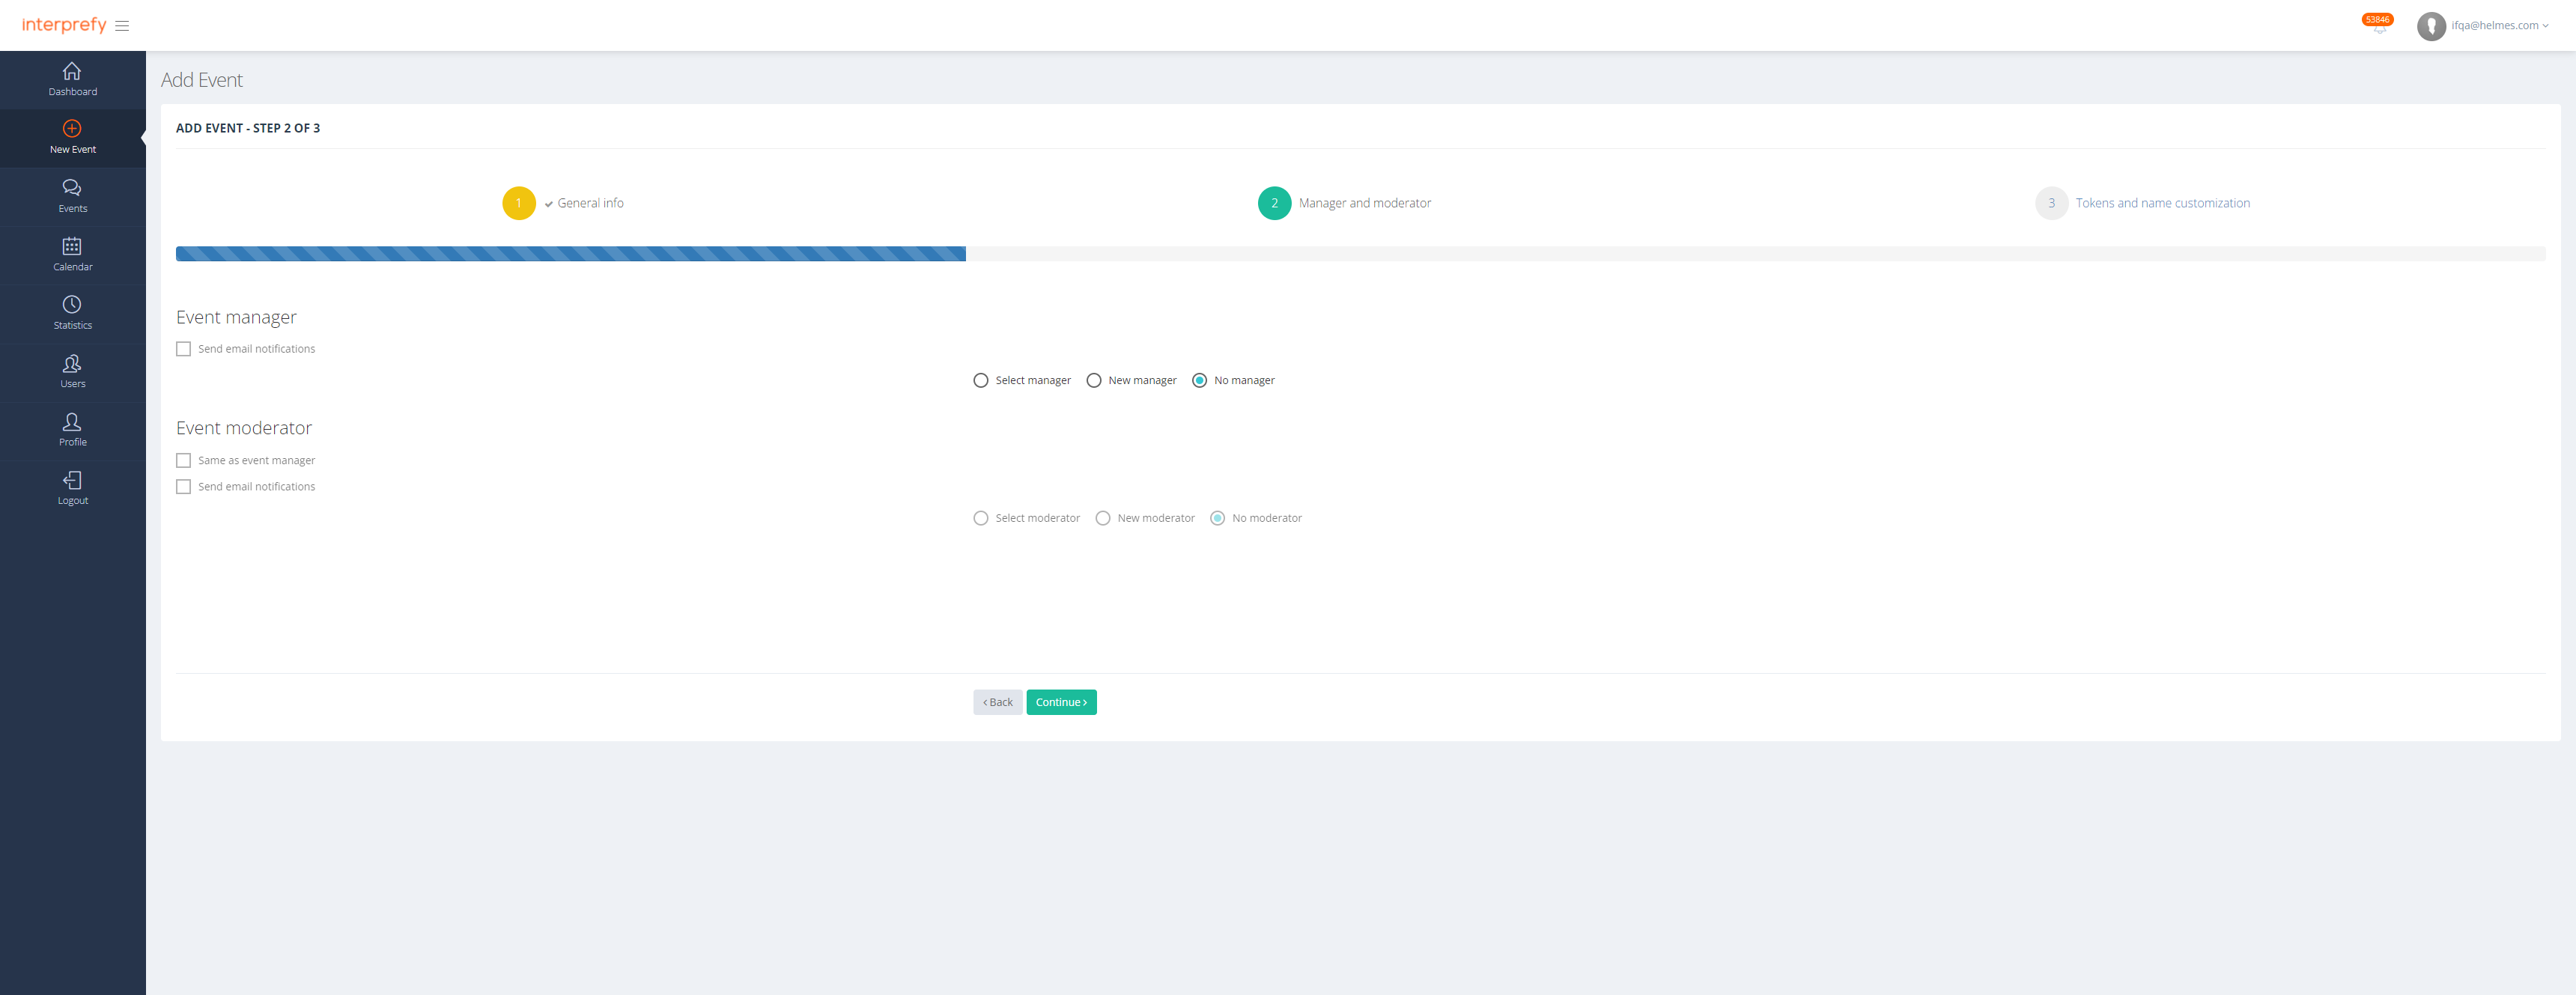 interprefy
53846
ifqa@helmes.com
Dashboard
New Event
Events
Calendar
Statistics
Users
Profile
Logout
Add Event
ADD EVENT - STEP 2 OF 3
1 General info
2 Manager and moderator
3 Tokens and name customization
Event manager
Send email notifications
Select manager New manager No manager
Event moderator
Same as event manager
Send email notifications
Select moderator New moderator No moderator
Back Continue